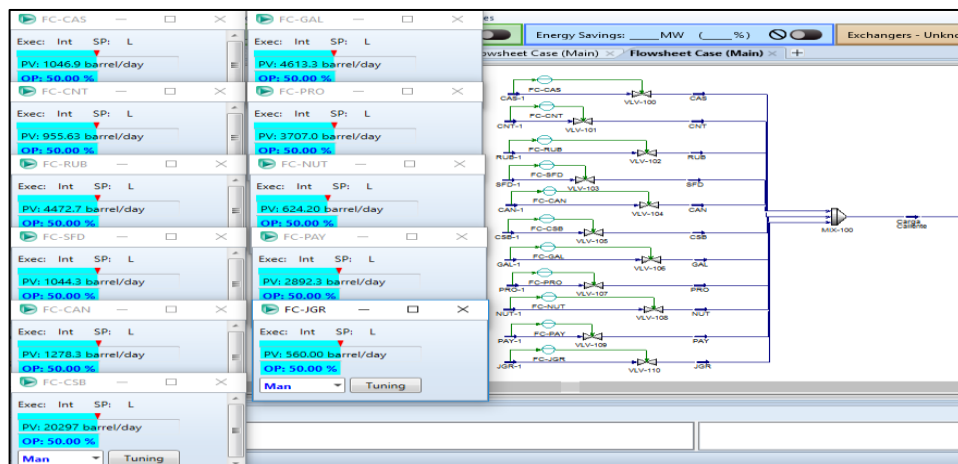 FC-CAS
Exec: Int SP: L
PV: 1046.9 barrel/day
OP: 50.00 %
FC-CNT
Exec: Int SP: L
PV: 955.63 barrel/day
OP: 50.00 %
FC-RUB
Exec: Int SP: L
PV: 4472.7 barrel/day
OP: 50.00 %
FC-SFD
Exec: Int SP: L
PV: 1044.3 barrel/day
OP: 50.00 %
FC-CAN
Exec: Int SP: L
PV: 1278.3 barrel/day
OP: 50.00 %
FC-CSB
Exec: Int SP: L
PV: 20297 barrel/day
OP: 50.00 %
Man Tuning
FC-GAL
Exec: Int SP: L
PV: 4613.3 barrel/day
OP: 50.00 %
FC-PRO
Exec: Int SP: L
PV: 3707.0 barrel/day
OP: 50.00 %
FC-NUT
Exec: Int SP: L
PV: 624.20 barrel/day
OP: 50.00 %
FC-PAY
Exec: Int SP: L
PV: 2892.3 barrel/day
OP: 50.00 %
FC-JGR
Exec: Int SP: L
PV: 560.00 barrel/day
OP: 50.00 %
Man Tuning
Energy Savings: ____MW (____%)
Exchangers - Unkno
owsheet Case (Main)
Flowsheet Case (Main) +
CAS-1 FC-CAS VLV-100 CAS
CNT-1 FC-CNT VLV-101 CNT
RUB-1 FC-RUB VLV-102 RUB
SFD-1 FC-SFD VLV-103 SFD
CAN-1 FC-CAN VLV-104 CAN
CSB-1 FC-CSB VLV-105 CSB
GAL-1 FC-GAL VLV-106 GAL
PRO-1 FC-PRO VLV-107 PRO
NUT-1 FC-NUT VLV-108 NUT
PAY-1 FC-PAY VLV-109 PAY
JGR-1 FC-JGR VLV-110 JGR
MIX-100
Carga
Caliente